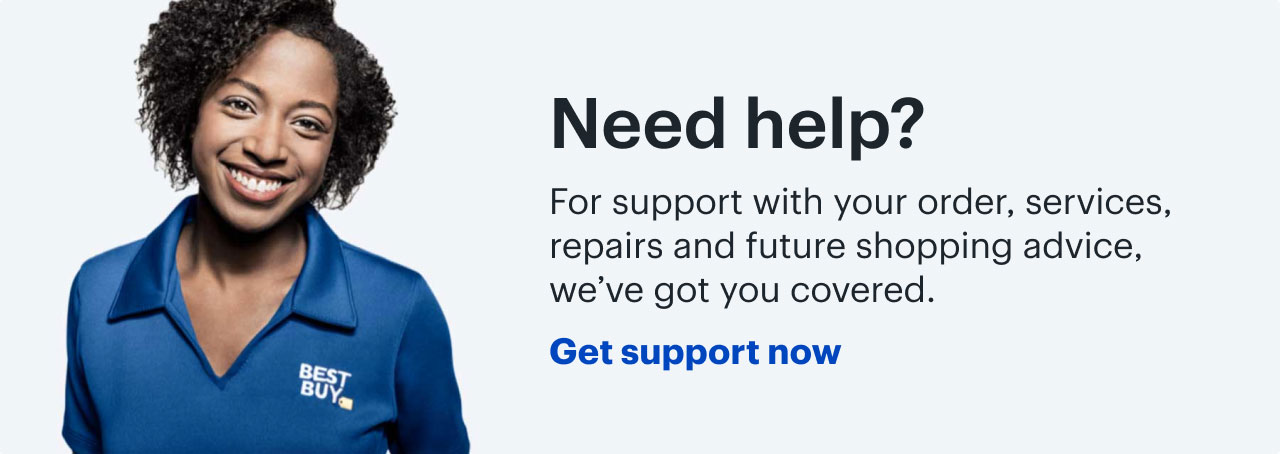 Need help?
For support with your order, services,
repairs and future shopping advice,
we’ve got you covered.
Get support now
BEST
BUY